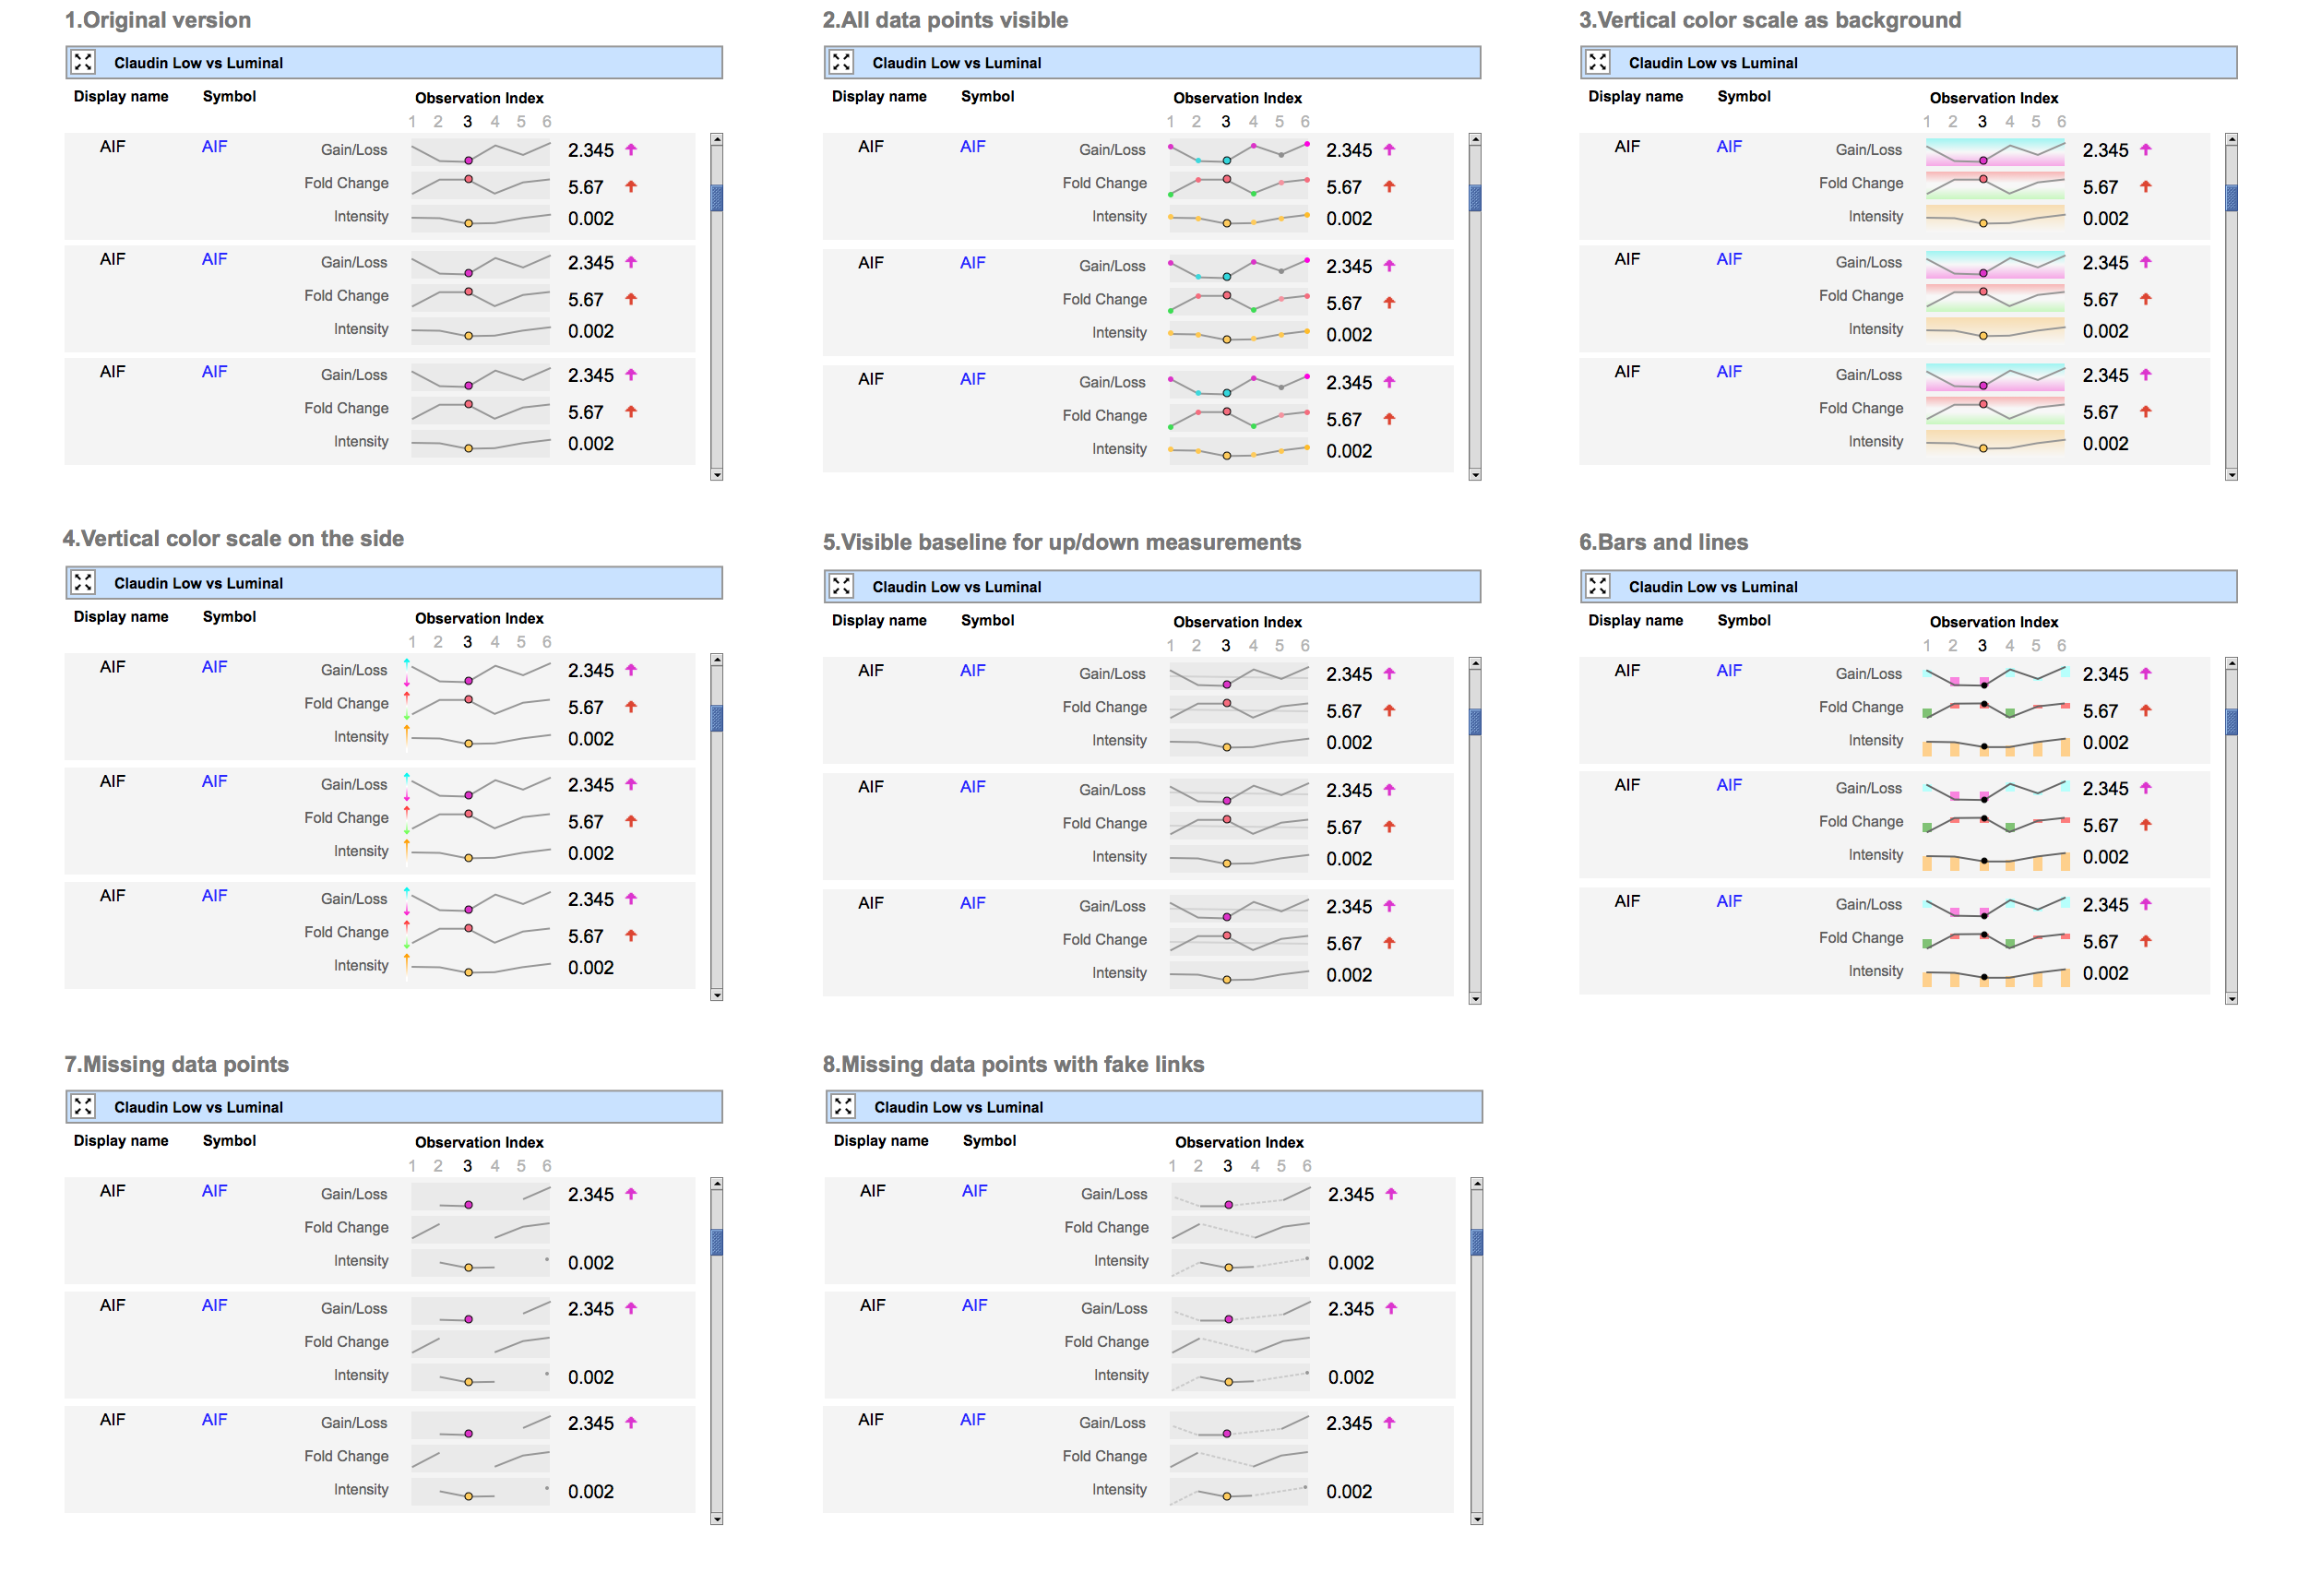 1.Original version
Claudin Low vs Luminal
Display name Symbol Observation Index
1 2 3 4 5 6
AIF AIF Gain/Loss 2.345
Fold Change 5.67
Intensity 0.002
AIF AIF Gain/Loss 2.345
Fold Change 5.67
Intensity 0.002
AIF AIF Gain/Loss 2.345
Fold Change 5.67
Intensity 0.002
2.All data points visible
Claudin Low vs Luminal
Display name Symbol Observation Index
1 2 3 4 5 6
AIF AIF Gain/Loss 2.345
Fold Change 5.67
Intensity 0.002
AIF AIF Gain/Loss 2.345
Fold Change 5.67
Intensity 0.002
AIF AIF Gain/Loss 2.345
Fold Change 5.67
Intensity 0.002
3.Vertical color scale as background
Claudin Low vs Luminal
Display name Symbol Observation Index
1 2 3 4 5 6
AIF AIF Gain/Loss 2.345
Fold Change 5.67
Intensity 0.002
AIF AIF Gain/Loss 2.345
Fold Change 5.67
Intensity 0.002
AIF AIF Gain/Loss 2.345
Fold Change 5.67
Intensity 0.002
4.Vertical color scale on the side
Claudin Low vs Luminal
Display name Symbol Observation Index
1 2 3 4 5 6
AIF AIF Gain/Loss 2.345
Fold Change 5.67
Intensity 0.002
AIF AIF Gain/Loss 2.345
Fold Change 5.67
Intensity 0.002
AIF AIF Gain/Loss 2.345
Fold Change 5.67
Intensity 0.002
5.Visible baseline for up/down measurements
Claudin Low vs Luminal
Display name Symbol Observation Index
1 2 3 4 5 6
AIF AIF Gain/Loss 2.345
Fold Change 5.67
Intensity 0.002
AIF AIF Gain/Loss 2.345
Fold Change 5.67
Intensity 0.002
AIF AIF Gain/Loss 2.345
Fold Change 5.67
Intensity 0.002
6.Bars and lines
Claudin Low vs Luminal
Display name Symbol Observation Index
1 2 3 4 5 6
AIF AIF Gain/Loss 2.345
Fold Change 5.67
Intensity 0.002
AIF AIF Gain/Loss 2.345
Fold Change 5.67
Intensity 0.002
AIF AIF Gain/Loss 2.345
Fold Change 5.67
Intensity 0.002
7.Missing data points
Claudin Low vs Luminal
Display name Symbol Observation Index
1 2 3 4 5 6
AIF AIF Gain/Loss 2.345
Fold Change
Intensity 0.002
AIF AIF Gain/Loss 2.345
Fold Change
Intensity 0.002
AIF AIF Gain/Loss 2.345
Fold Change
Intensity 0.002
8.Missing data points with fake links
Claudin Low vs Luminal
Display name Symbol Observation Index
1 2 3 4 5 6
AIF AIF Gain/Loss 2.345
Fold Change
Intensity 0.002
AIF AIF Gain/Loss 2.345
Fold Change
Intensity 0.002
AIF AIF Gain/Loss 2.345
Fold Change
Intensity 0.002